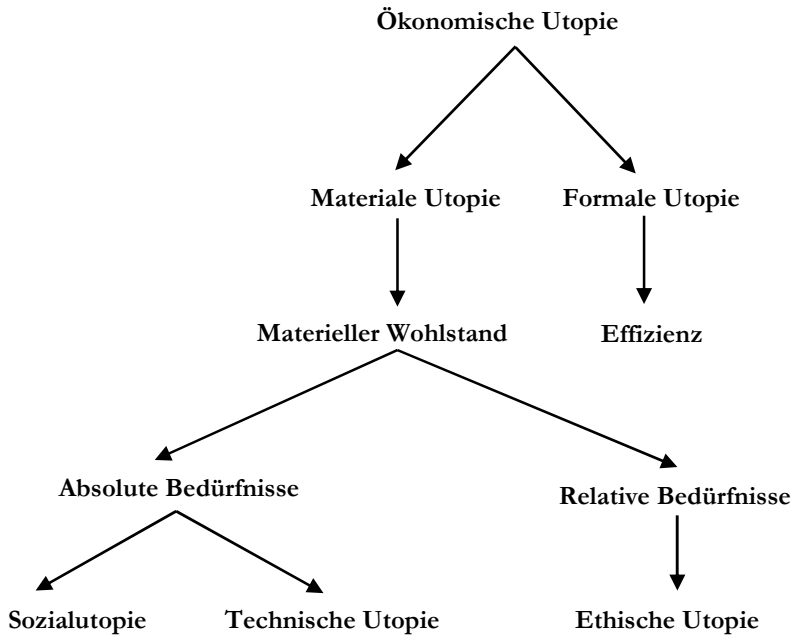 Ökonomische Utopie
Materiale Utopie
Formale Utopie
Materieller Wohlstand
Effizienz
Absolute Bedürfnisse
Relative Bedürfnisse
Sozialutopie
Technische Utopie
Ethische Utopie